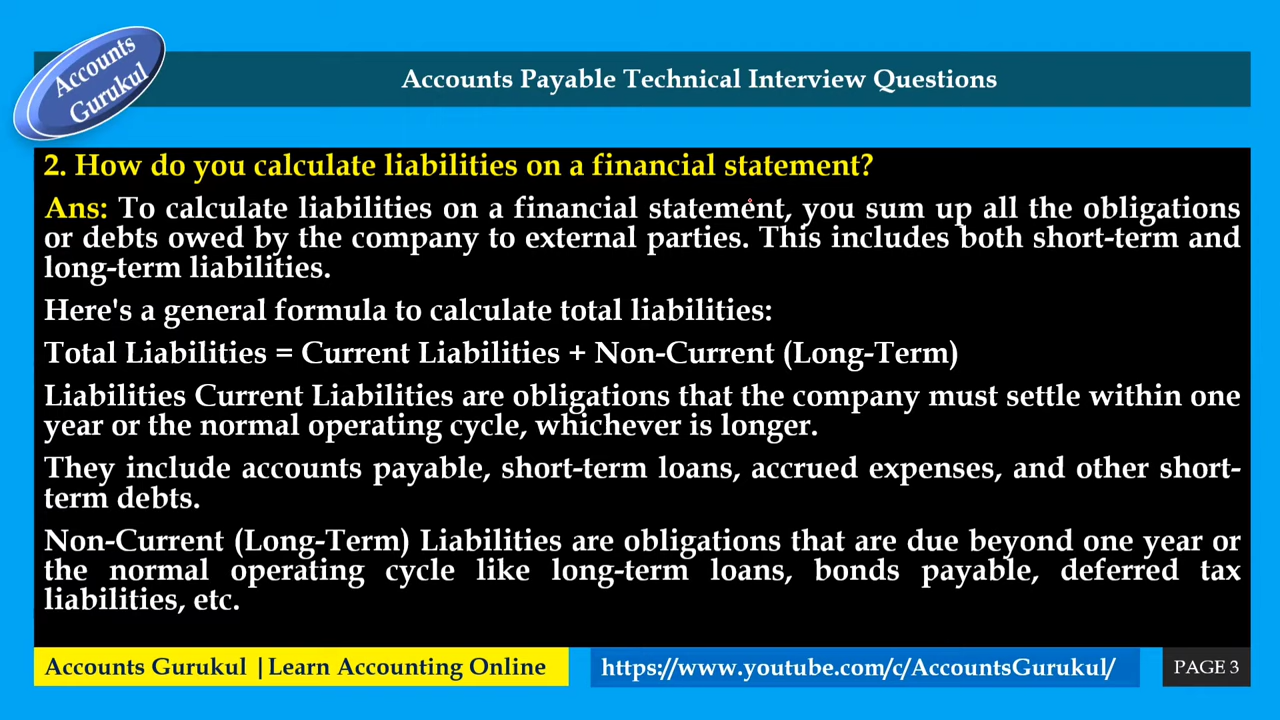 Accounts
Gurukul
Accounts Payable Technical Interview Questions
2. How do you calculate liabilities on a financial statement?
Ans: To calculate liabilities on a financial statement, you sum up all the obligations
or debts owed by the company to external parties. This includes both short-term and
long-term liabilities.
Here's a general formula to calculate total liabilities:
Total Liabilities = Current Liabilities + Non-Current (Long-Term)
Liabilities Current Liabilities are obligations that the company must settle within one
year or the normal operating cycle, whichever is longer.
They include accounts payable, short-term loans, accrued expenses, and other short-
term debts.
Non-Current (Long-Term) Liabilities are obligations that are due beyond one year or
the normal operating cycle like long-term loans, bonds payable, deferred tax
liabilities, etc.
Accounts Gurukul |Learn Accounting Online
https://www.youtube.com/c/AccountsGurukul/
PAGE 3